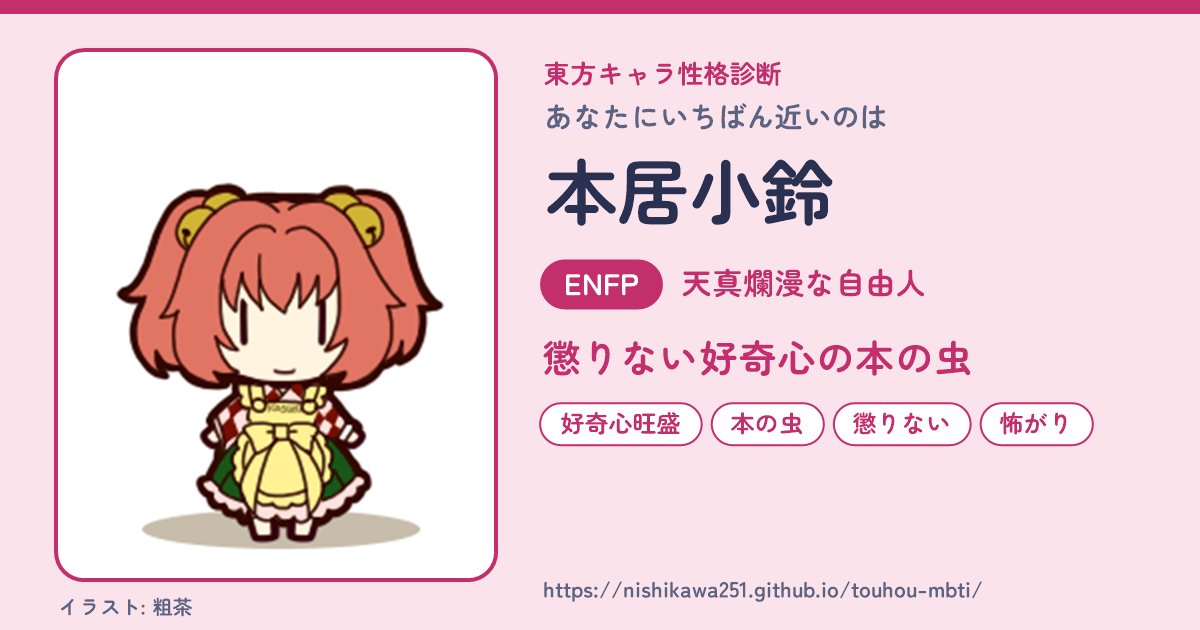 東方キャラ性格診断
あなたにいちばん近いのは
本居小鈴
ENFP 天真爛漫な自由人
懲りない好奇心の本の虫
好奇心旺盛 本の虫 懲りない 怖がり
https://nishikawa251.github.io/touhou-mbti/
イラスト: 粗茶